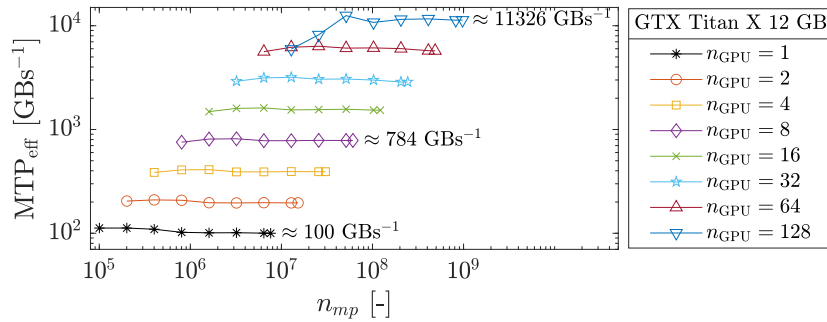 MTP_eff [GBs⁻¹]
10⁴
10³
10²
≈ 11326 GBs⁻¹
≈ 784 GBs⁻¹
≈ 100 GBs⁻¹
10⁵ 10⁶ 10⁷ 10⁸ 10⁹
n_mp [-]
GTX Titan X 12 GB
n_GPU = 1
n_GPU = 2
n_GPU = 4
n_GPU = 8
n_GPU = 16
n_GPU = 32
n_GPU = 64
n_GPU = 128